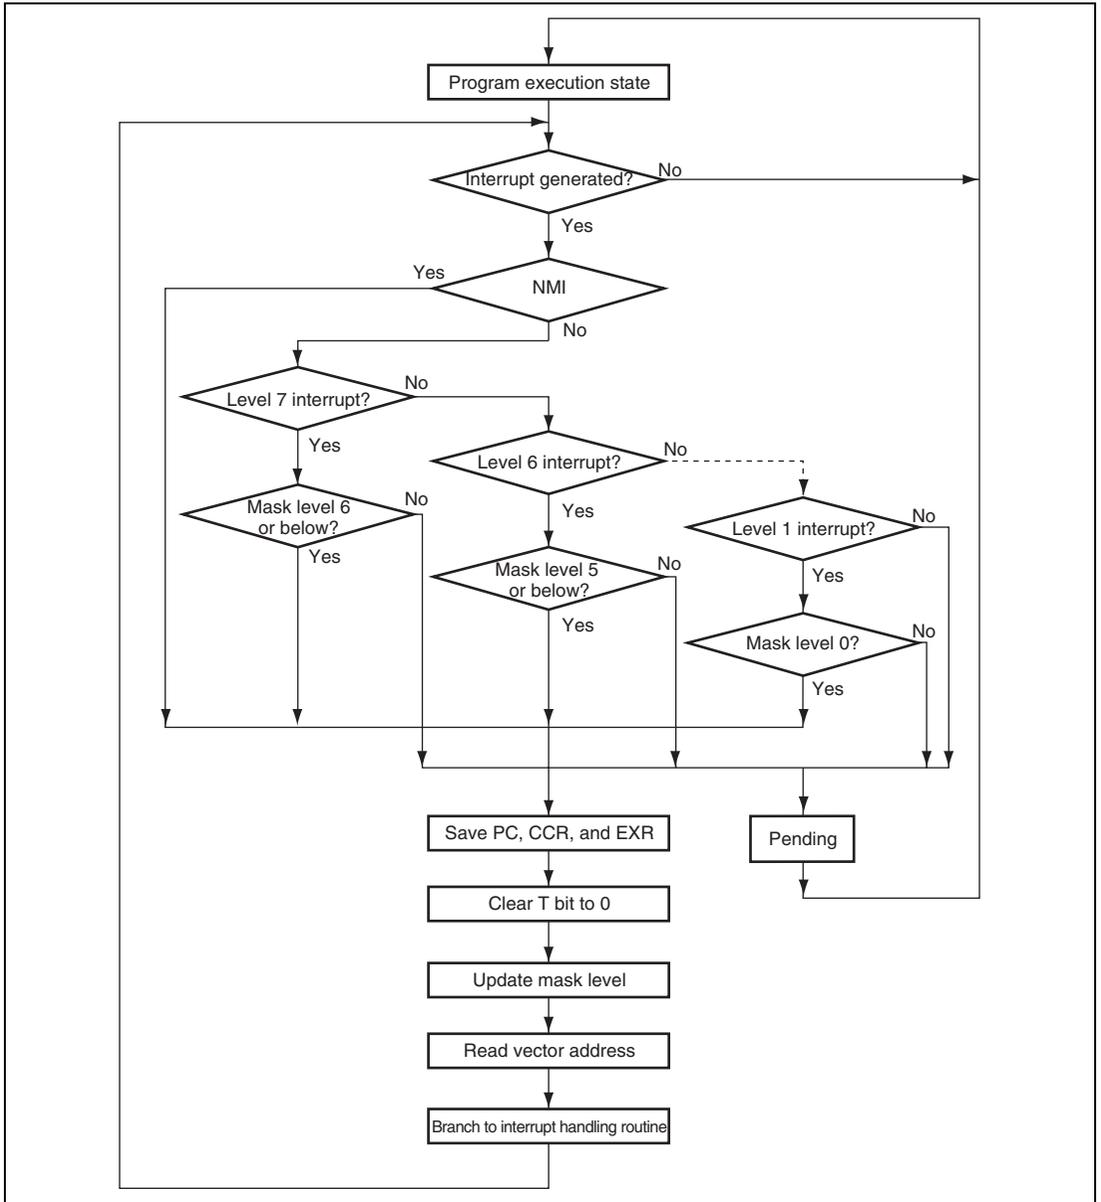 Program execution state
Interrupt generated?
No
Yes
Yes
NMI
No
Level 7 interrupt?
No
Yes
Level 6 interrupt?
No
Mask level 6
or below?
No
Yes
Yes
Level 1 interrupt?
No
Mask level 5
or below?
No
Yes
Yes
Mask level 0?
No
Yes
Save PC, CCR, and EXR
Pending
Clear T bit to 0
Update mask level
Read vector address
Branch to interrupt handling routine